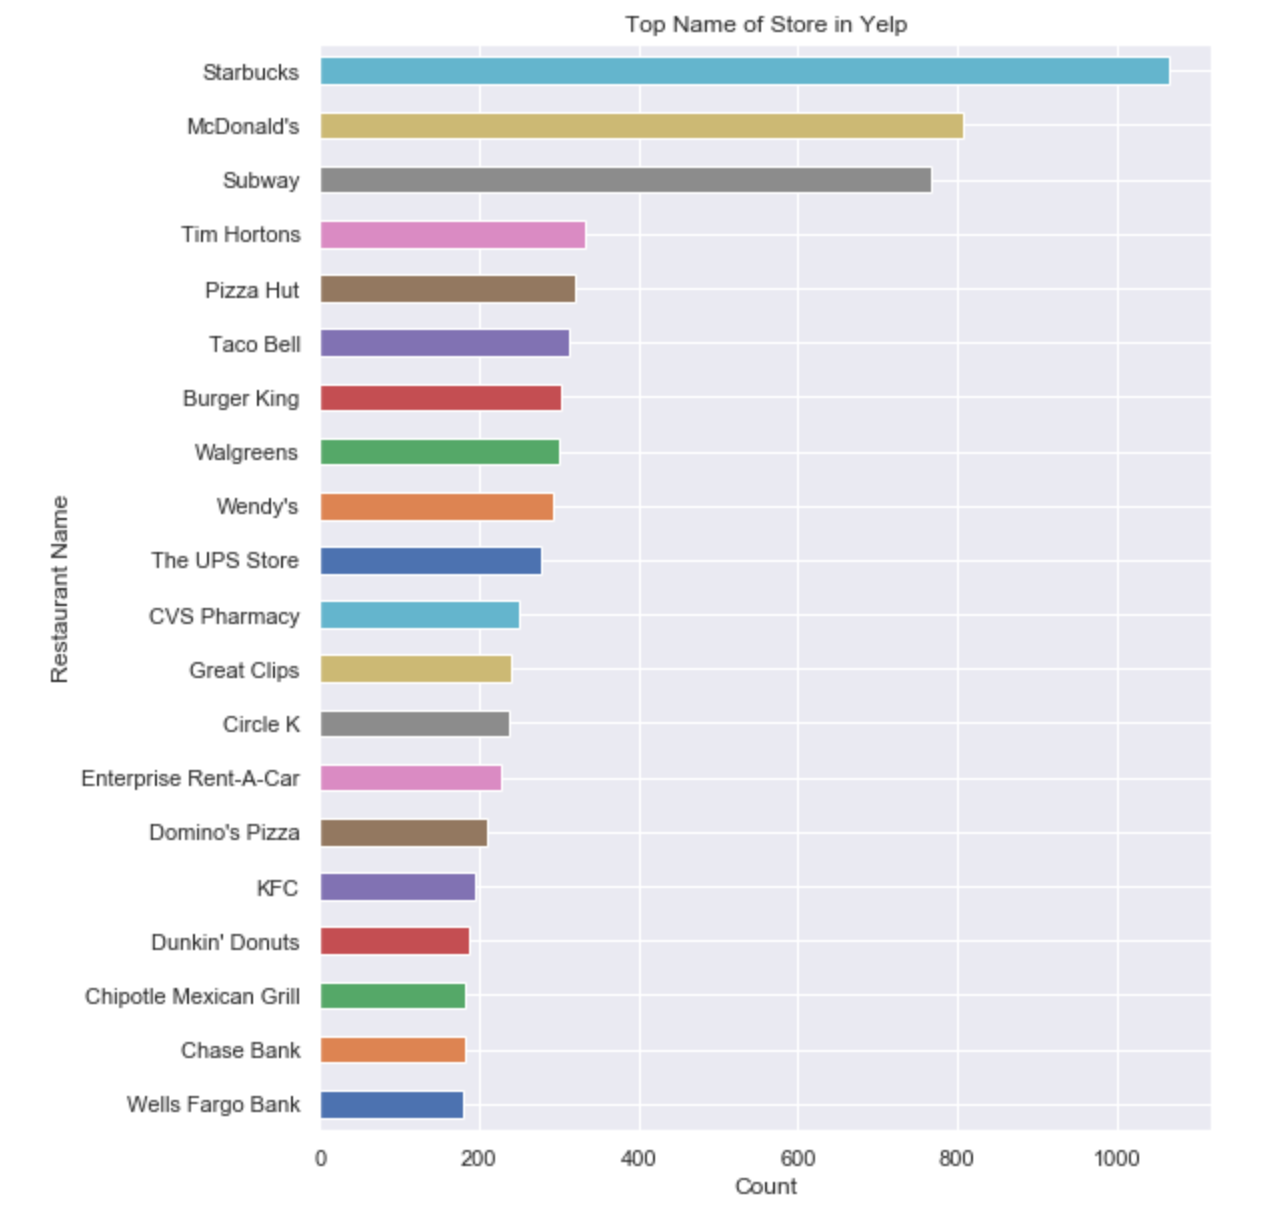 Top Name of Store in Yelp
Starbucks
McDonald's
Subway
Tim Hortons
Pizza Hut
Taco Bell
Burger King
Walgreens
Wendy's
The UPS Store
CVS Pharmacy
Great Clips
Circle K
Enterprise Rent-A-Car
Domino's Pizza
KFC
Dunkin' Donuts
Chipotle Mexican Grill
Chase Bank
Wells Fargo Bank
Restaurant Name
0 200 400 600 800 1000
Count